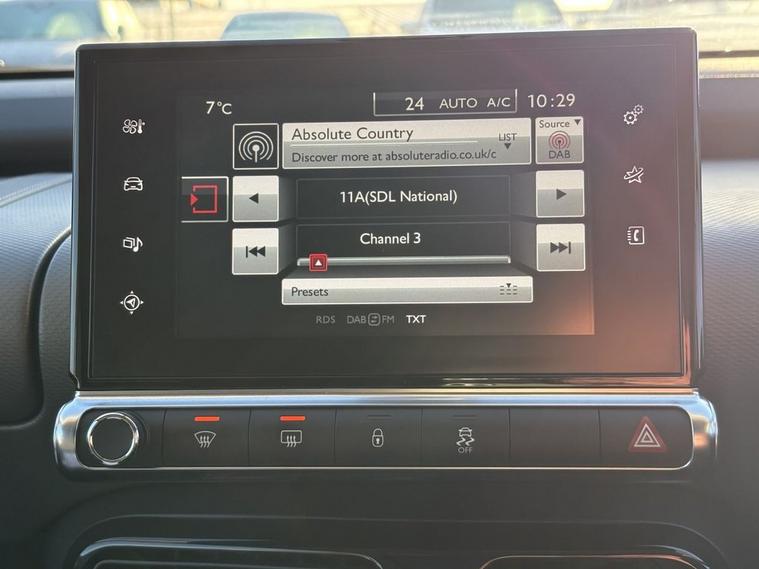 7°C
24 AUTO A/C
10:29
Absolute Country
LIST
Discover more at absoluteradio.co.uk/c
Source
DAB
11A(SDL National)
Channel 3
Presets
RDS DAB FM TXT
OFF